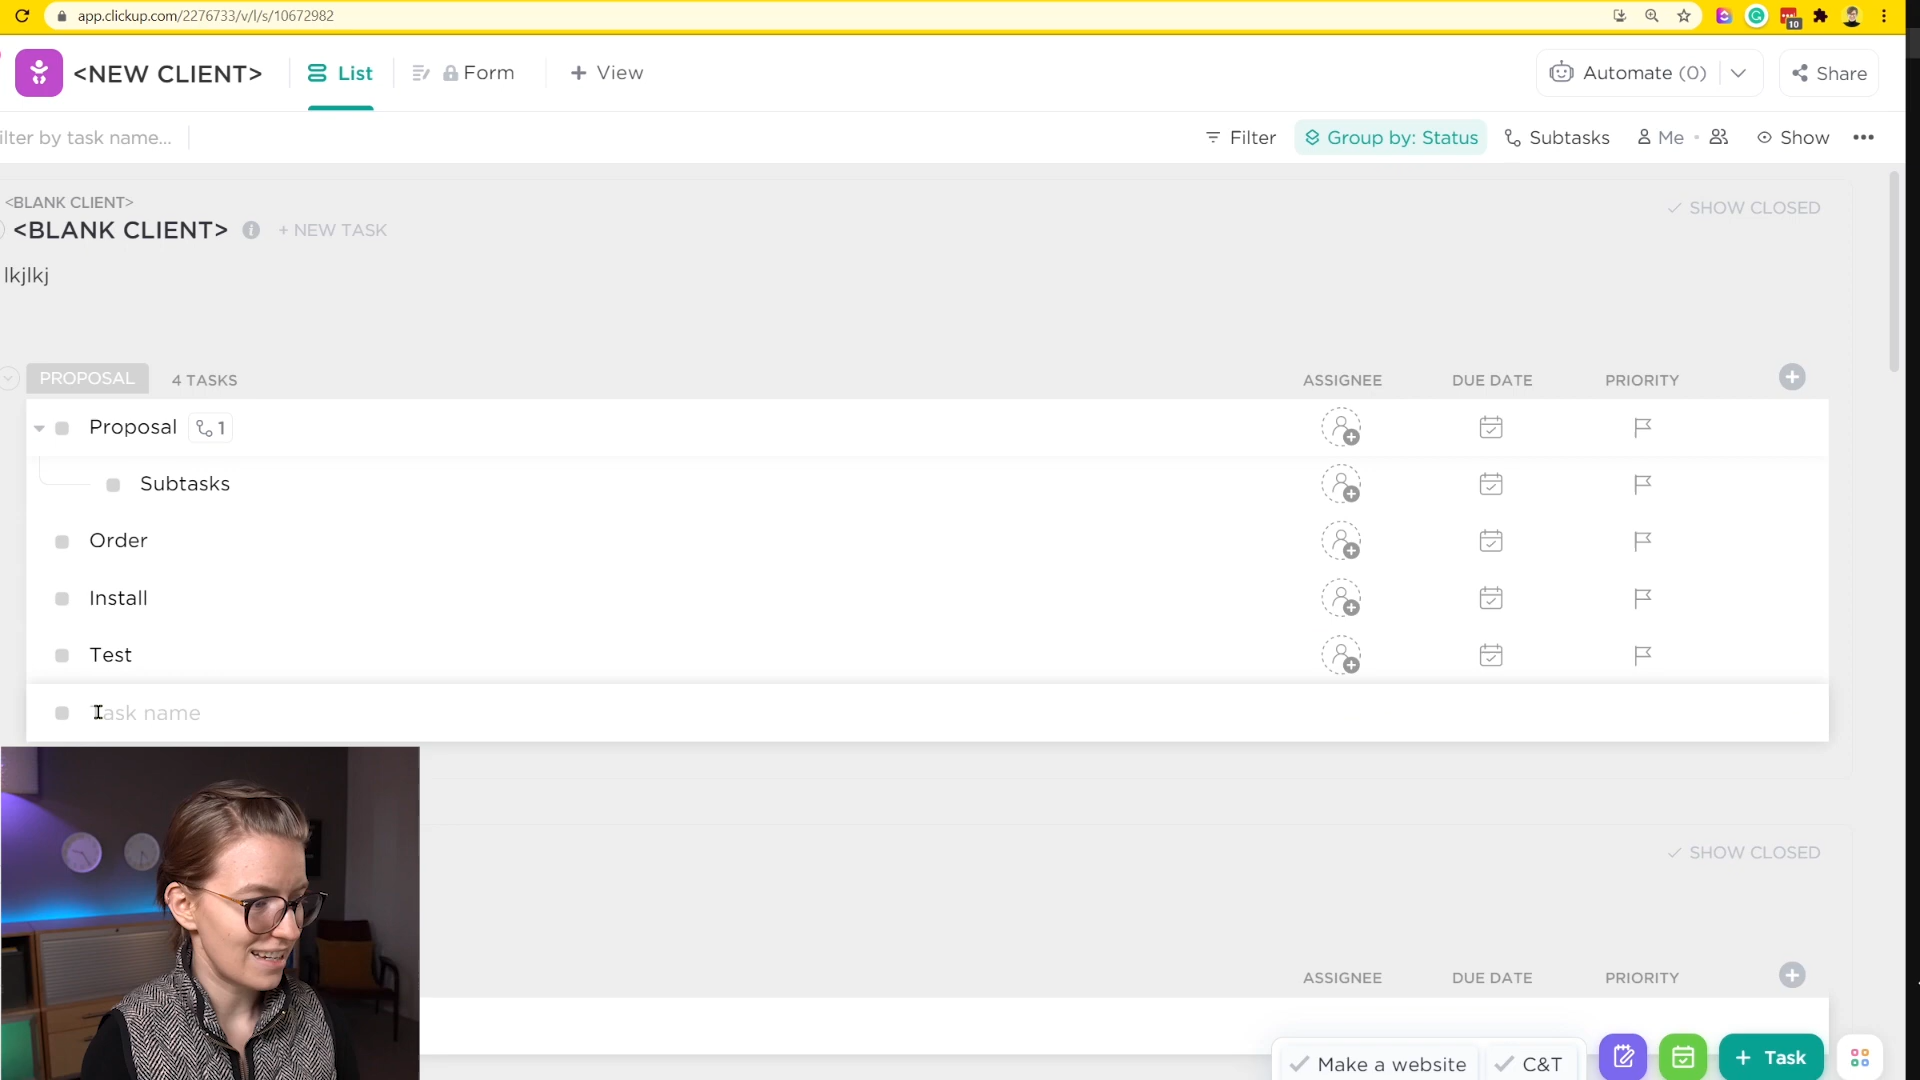 app.clickup.com/2276733/v/l/s/10672982
10
<NEW CLIENT>
List
Form
+ View
Automate (0)
Share
ilter by task name...
Filter
Group by: Status
Subtasks
Me
Show
<BLANK CLIENT>
SHOW CLOSED
<BLANK CLIENT>
+ NEW TASK
lkjlkj
PROPOSAL
4 TASKS
ASSIGNEE
DUE DATE
PRIORITY
Proposal
1
Subtasks
Order
Install
Test
Task name
SHOW CLOSED
ASSIGNEE
DUE DATE
PRIORITY
Make a website
C&T
+ Task